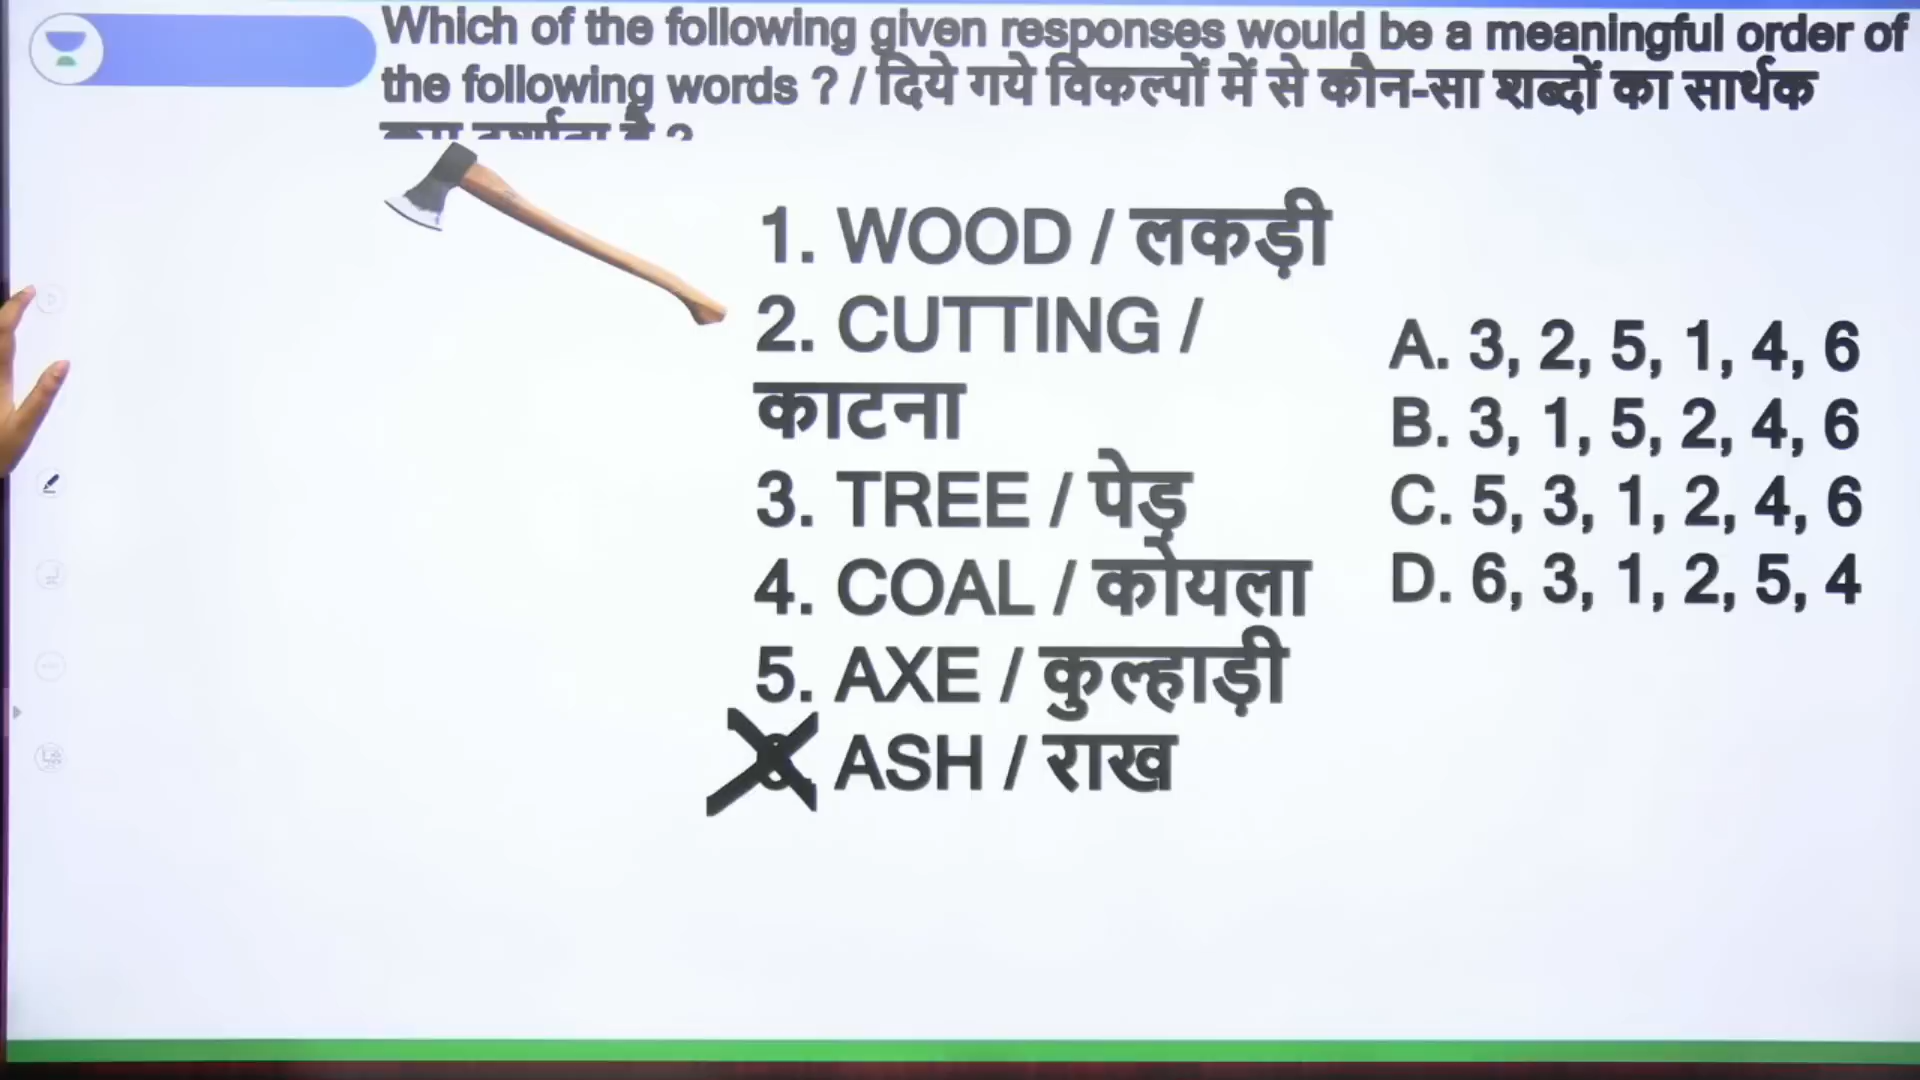 Which of the following given responses would be a meaningful order of
the following words ? / दिये गये विकल्पों में से कौन-सा शब्दों का सार्थक
1. WOOD / लकड़ी
2. CUTTING /
काटना
3. TREE / पेड़
4. COAL / कोयला
5. AXE / कुल्हाड़ी
ASH / राख
A. 3, 2, 5, 1, 4, 6
B. 3, 1, 5, 2, 4, 6
C. 5, 3, 1, 2, 4, 6
D. 6, 3, 1, 2, 5, 4